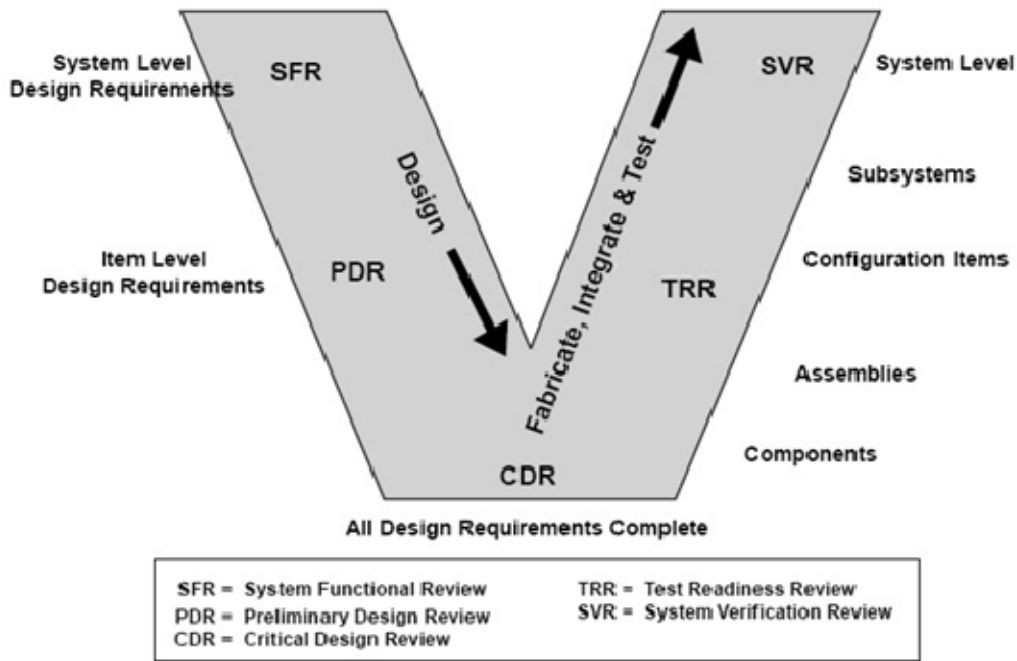 System Level
Design Requirements
SFR
SVR
System Level
Design
Fabricate, Integrate & Test
Subsystems
Item Level
Design Requirements
PDR
TRR
Configuration Items
Assemblies
Components
CDR
All Design Requirements Complete
SFR = System Functional Review
PDR = Preliminary Design Review
CDR = Critical Design Review
TRR = Test Readiness Review
SVR = System Verification Review